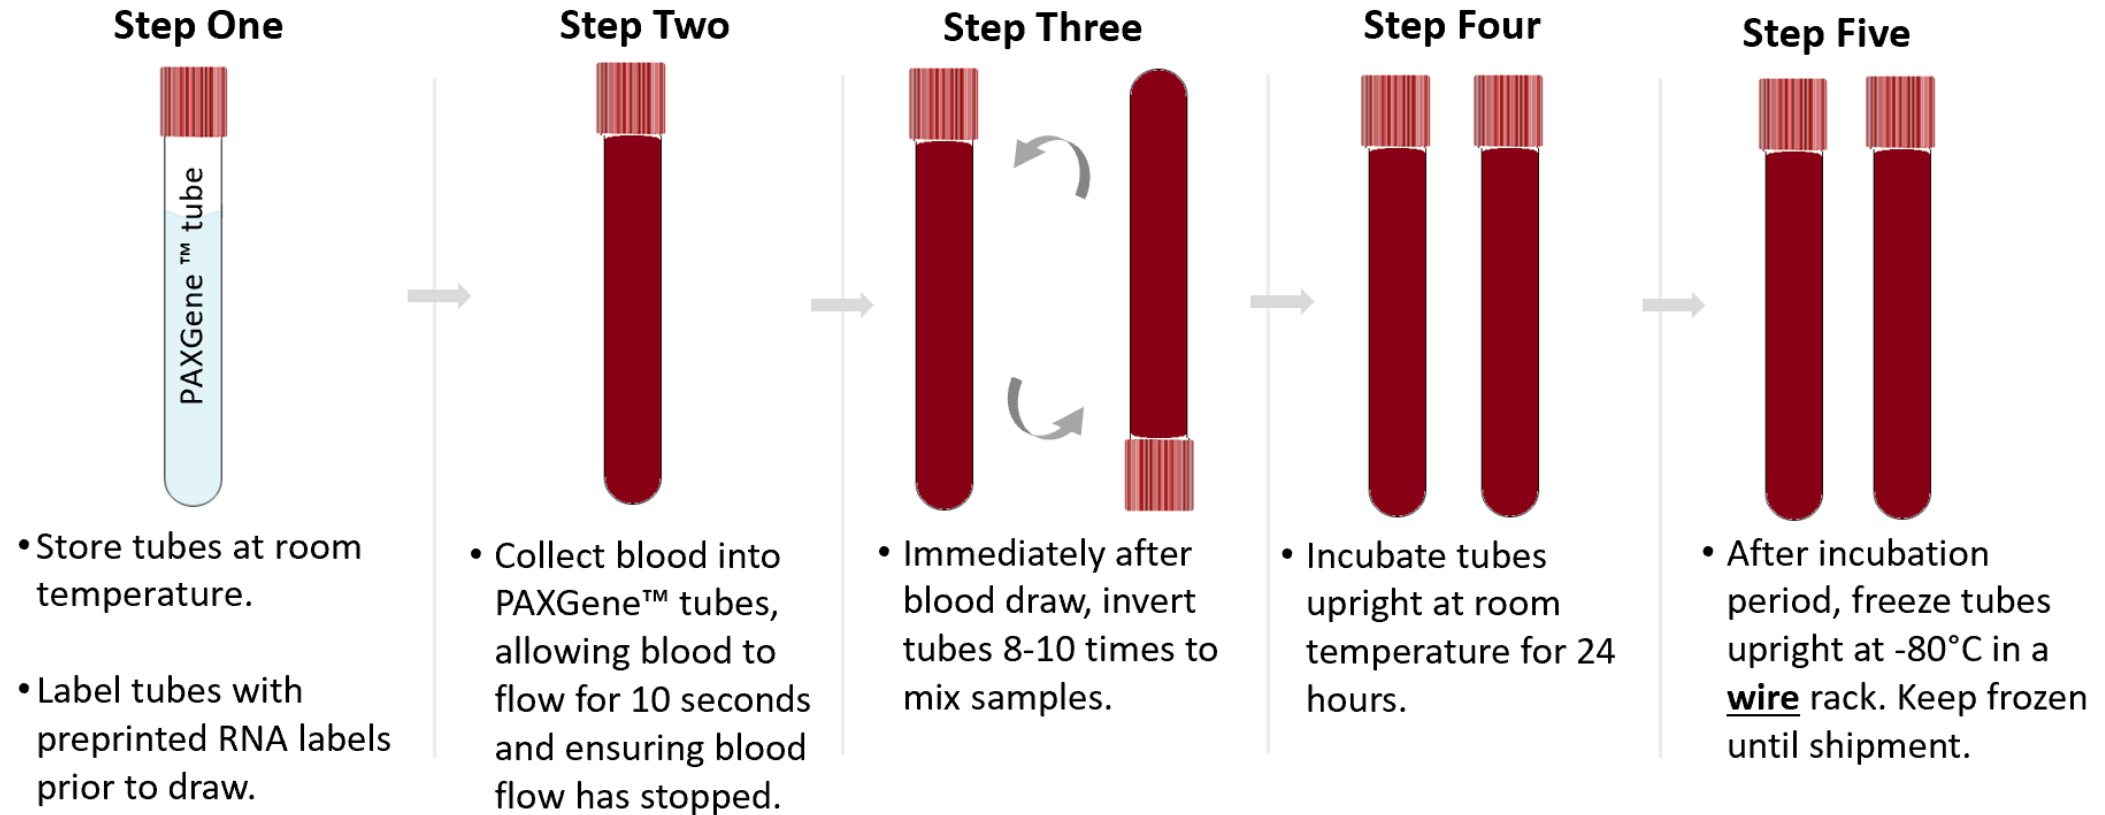 Step One
PAXGene ™ tube
• Store tubes at room
temperature.
• Label tubes with
preprinted RNA labels
prior to draw.
Step Two
• Collect blood into
PAXGene™ tubes,
allowing blood to
flow for 10 seconds
and ensuring blood
flow has stopped.
Step Three
• Immediately after
blood draw, invert
tubes 8-10 times to
mix samples.
Step Four
• Incubate tubes
upright at room
temperature for 24
hours.
Step Five
• After incubation
period, freeze tubes
upright at -80°C in a
wire rack. Keep frozen
until shipment.